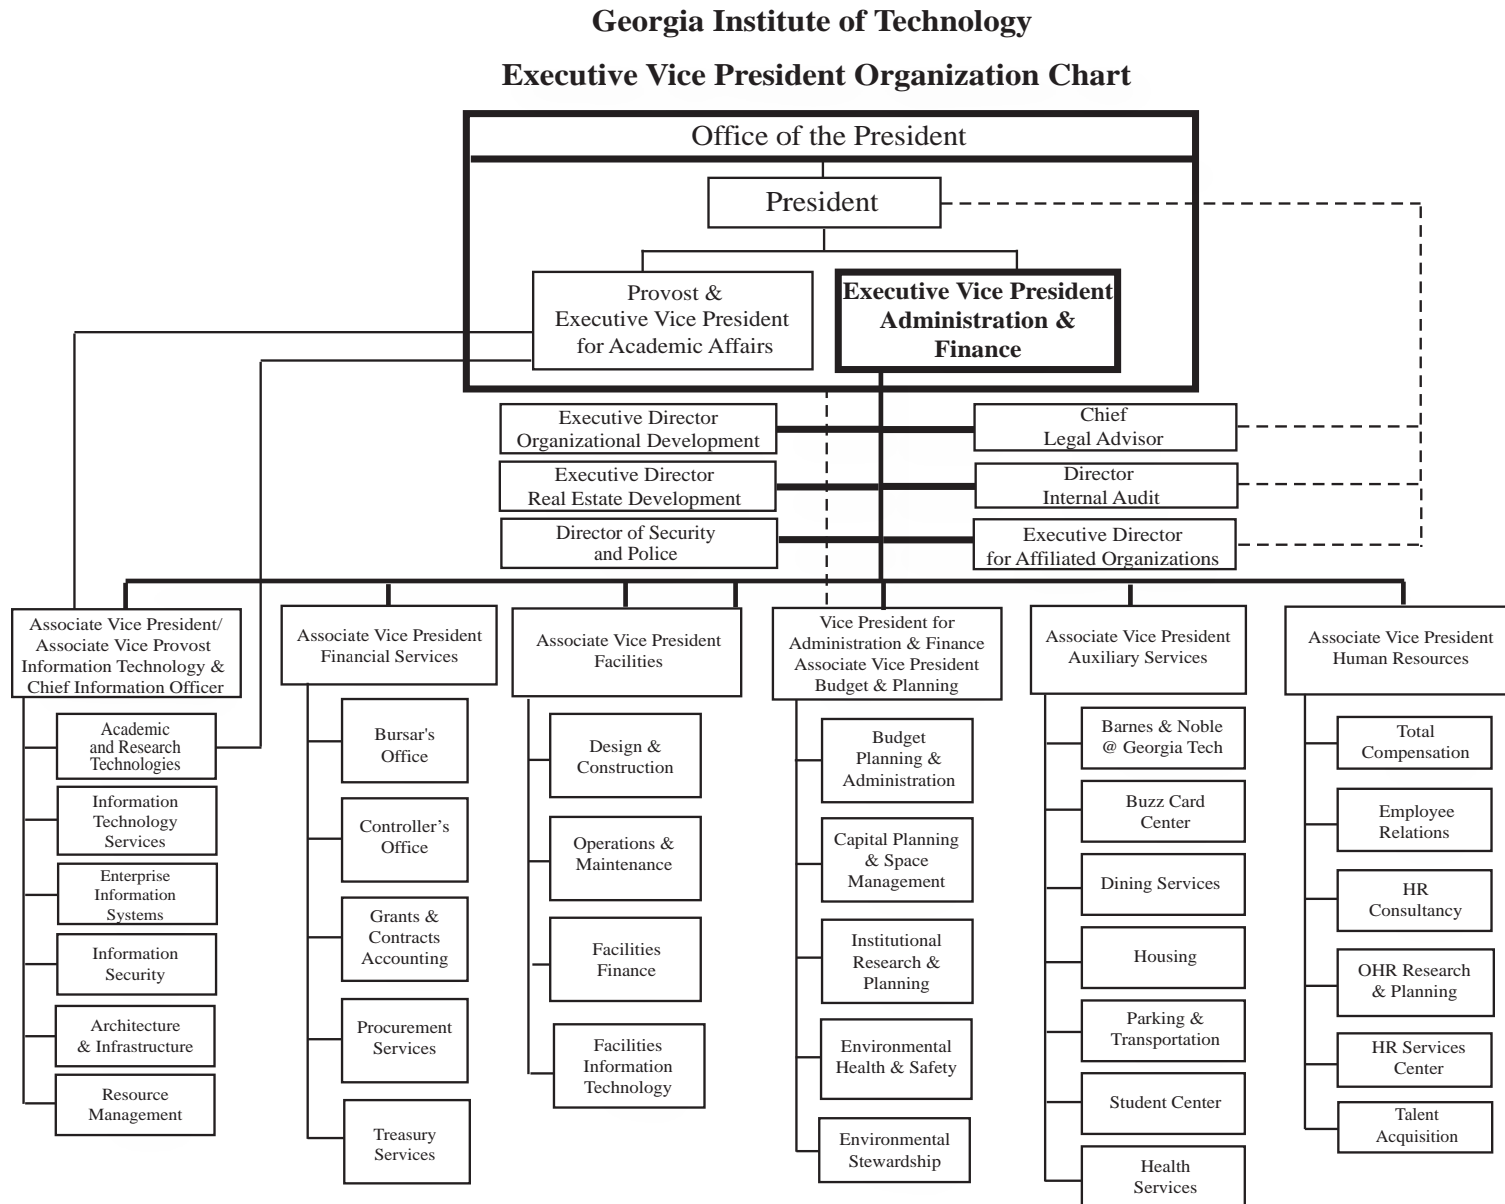 Georgia Institute of Technology
Executive Vice President Organization Chart
Office of the President
President
Provost &
Executive Vice President
for Academic Affairs
Executive Vice President
Administration &
Finance
Executive Director
Organizational Development
Chief
Legal Advisor
Executive Director
Real Estate Development
Director
Internal Audit
Director of Security
and Police
Executive Director
for Affiliated Organizations
Associate Vice President/
Associate Vice Provost
Information Technology &
Chief Information Officer
Academic
and Research
Technologies
Information
Technology
Services
Enterprise
Information
Systems
Information
Security
Architecture
& Infrastructure
Resource
Management
Associate Vice President
Financial Services
Bursar's
Office
Controller’s
Office
Grants &
Contracts
Accounting
Procurement
Services
Treasury
Services
Associate Vice President
Facilities
Design &
Construction
Operations &
Maintenance
Facilities
Finance
Facilities
Information
Technology
Vice President for
Administration & Finance
Associate Vice President
Budget & Planning
Budget
Planning &
Administration
Capital Planning
& Space
Management
Institutional
Research &
Planning
Environmental
Health & Safety
Environmental
Stewardship
Associate Vice President
Auxiliary Services
Barnes & Noble
@ Georgia Tech
Buzz Card
Center
Dining Services
Housing
Parking &
Transportation
Student Center
Health
Services
Associate Vice President
Human Resources
Total
Compensation
Employee
Relations
HR
Consultancy
OHR Research
& Planning
HR Services
Center
Talent
Acquisition